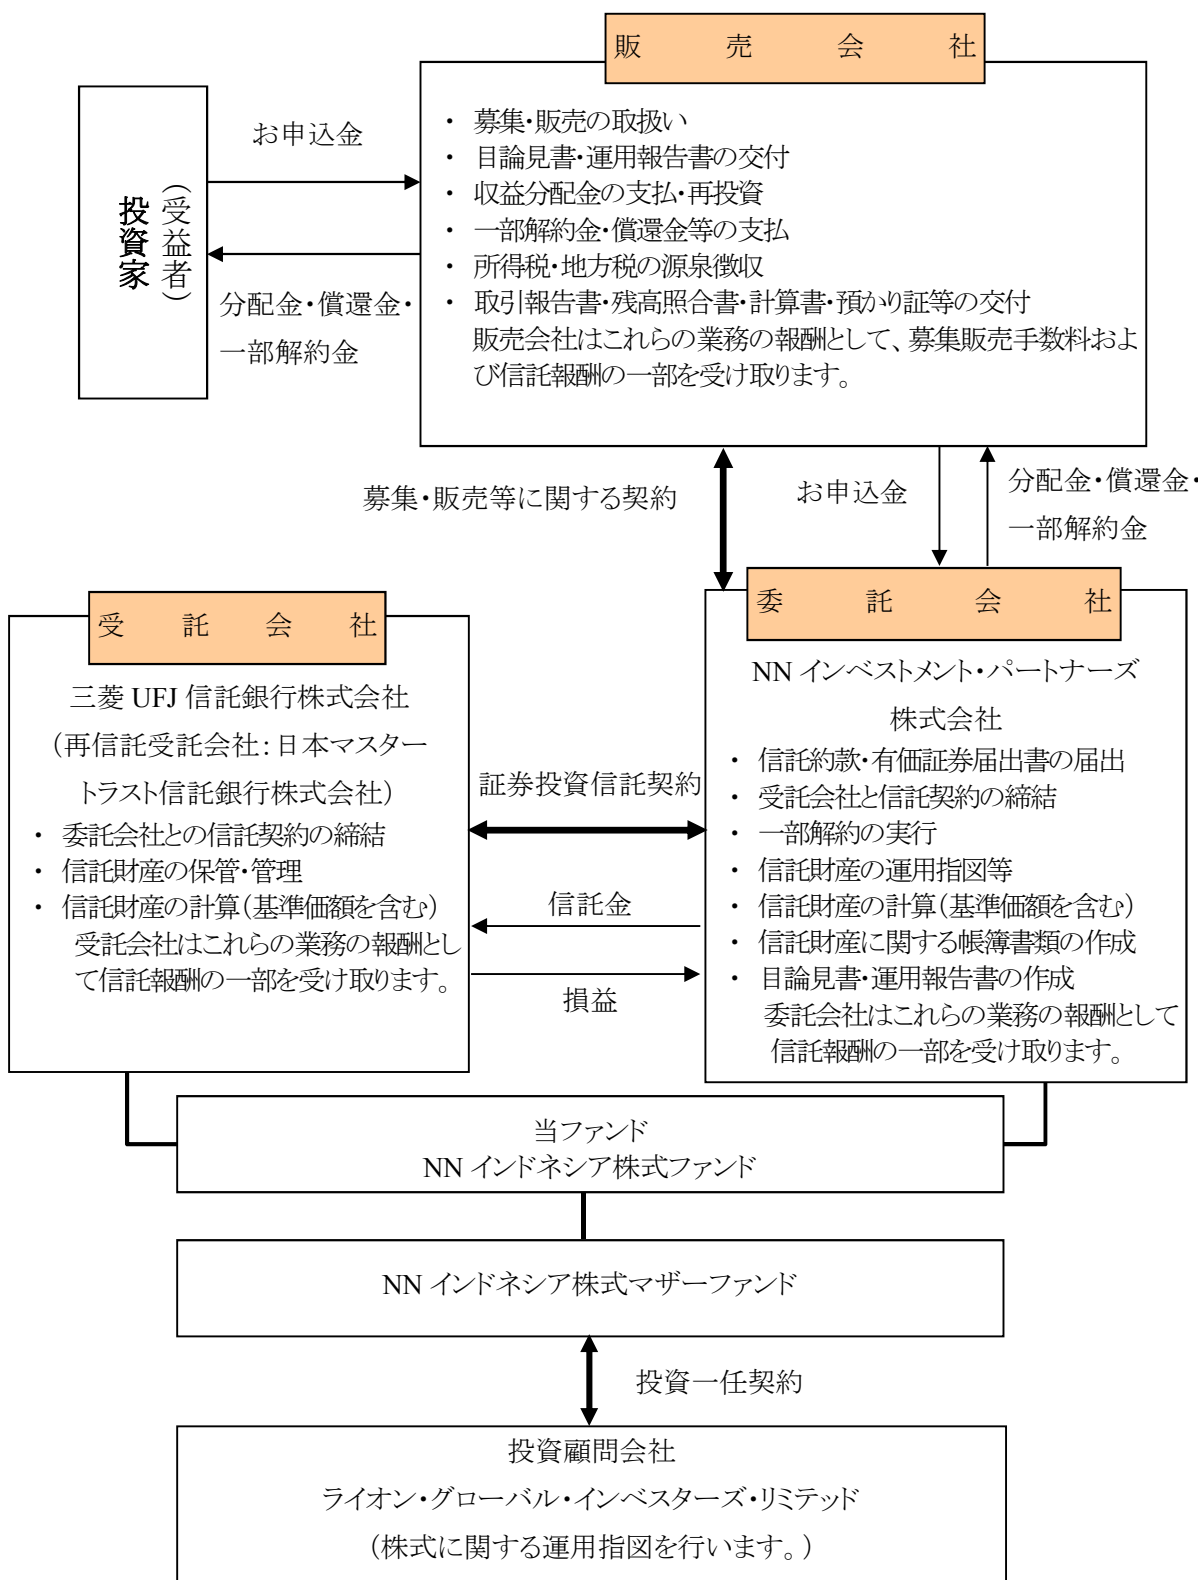 販売会社
・ 募集・販売の取扱い
・ 目論見書・運用報告書の交付
・ 収益分配金の支払・再投資
・ 一部解約金・償還金等の支払
・ 所得税・地方税の源泉徴収
・ 取引報告書・残高照合書・計算書・預かり証等の交付
販売会社はこれらの業務の報酬として、募集販売手数料およ
び信託報酬の一部を受け取ります。
投資家
(受益者)
お申込金
分配金・償還金・
一部解約金
募集・販売等に関する契約
お申込金
分配金・償還金・
一部解約金
受託会社
三菱 UFJ 信託銀行株式会社
(再信託受託会社:日本マスター
トラスト信託銀行株式会社)
・ 委託会社との信託契約の締結
・ 信託財産の保管・管理
・ 信託財産の計算(基準価額を含む)
受託会社はこれらの業務の報酬とし
て信託報酬の一部を受け取ります。
証券投資信託契約
信託金
損益
委託会社
NN インベストメント・パートナーズ
株式会社
・ 信託約款・有価証券届出書の届出
・ 受託会社と信託契約の締結
・ 一部解約の実行
・ 信託財産の運用指図等
・ 信託財産の計算(基準価額を含む)
・ 信託財産に関する帳簿書類の作成
・ 目論見書・運用報告書の作成
委託会社はこれらの業務の報酬として
信託報酬の一部を受け取ります。
当ファンド
NN インドネシア株式ファンド
NN インドネシア株式マザーファンド
投資一任契約
投資顧問会社
ライオン・グローバル・インベスターズ・リミテッド
(株式に関する運用指図を行います。)